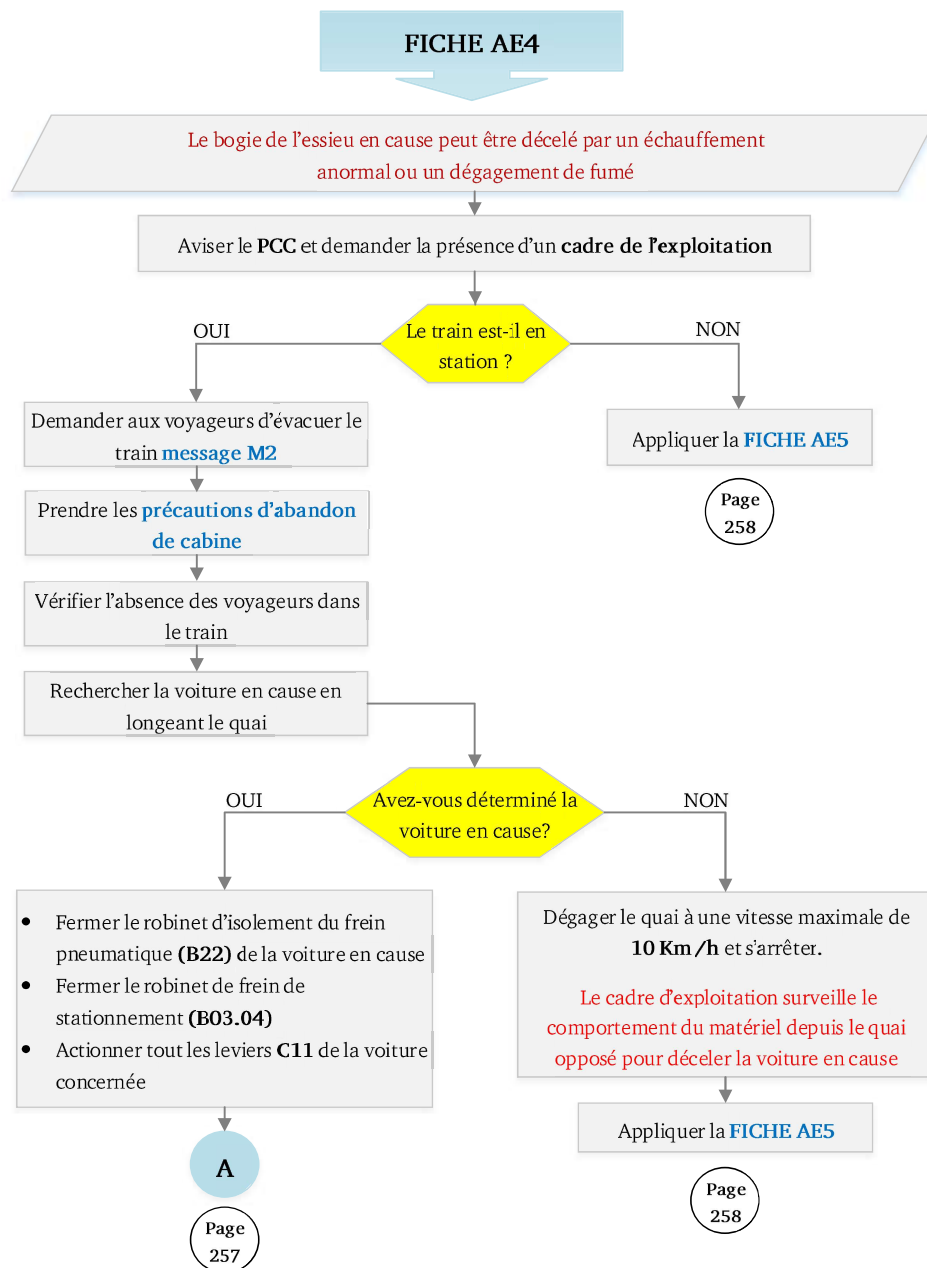 FICHE AE4
Le bogie de l'essieu en cause peut être décelé par un échauffement
anormal ou un dégagement de fumé
Aviser le PCC et demander la présence d'un cadre de l'exploitation
Le train est-il en
station ?
OUI
NON
Demander aux voyageurs d'évacuer le
train message M2
Appliquer la FICHE AE5
Page
258
Prendre les précautions d'abandon
de cabine
Vérifier l'absence des voyageurs dans
le train
Rechercher la voiture en cause en
longeant le quai
Avez-vous déterminé la
voiture en cause?
OUI
NON
• Fermer le robinet d'isolement du frein
pneumatique (B22) de la voiture en cause
• Fermer le robinet de frein de
stationnement (B03.04)
• Actionner tout les leviers C11 de la voiture
concernée
A
Page
257
Dégager le quai à une vitesse maximale de
10 Km/h et s'arrêter.
Le cadre d'exploitation surveille le
comportement du matériel depuis le quai
opposé pour déceler la voiture en cause
Appliquer la FICHE AE5
Page
258